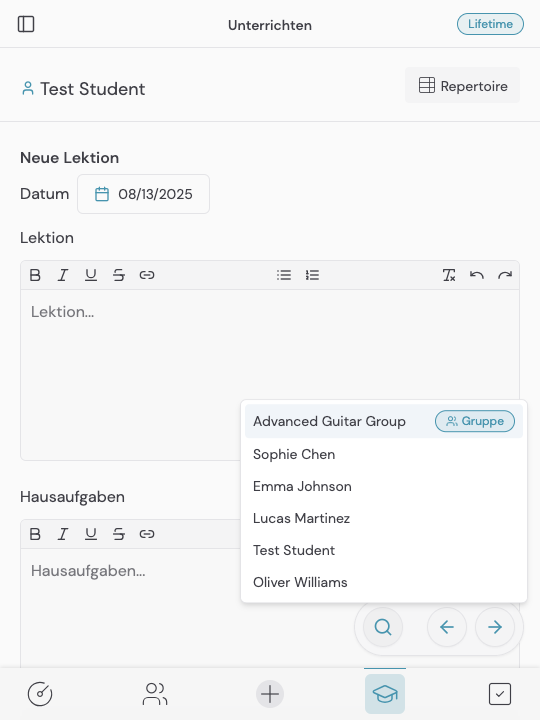 Unterrichten
Lifetime
Test Student
Repertoire
Neue Lektion
Datum
08/13/2025
Lektion
Lektion...
Advanced Guitar Group
Gruppe
Sophie Chen
Emma Johnson
Lucas Martinez
Test Student
Oliver Williams
Hausaufgaben
Hausaufgaben...